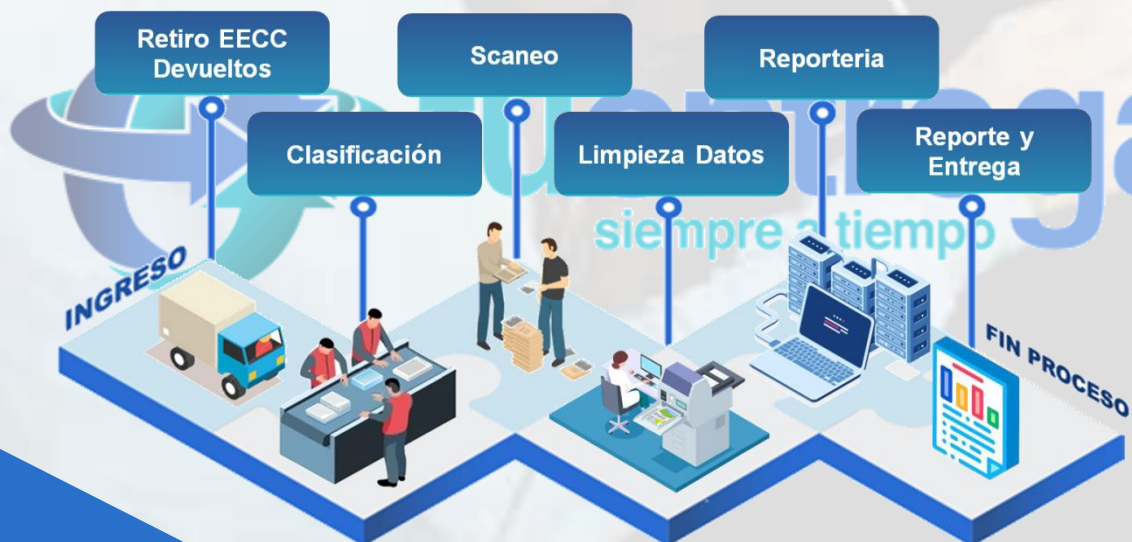 INGRESO
Retiro EECC
Devueltos
Clasificación
Scaneo
Limpieza Datos
Reporteria
Reporte y
Entrega
siempre a tiempo
FIN PROCESO